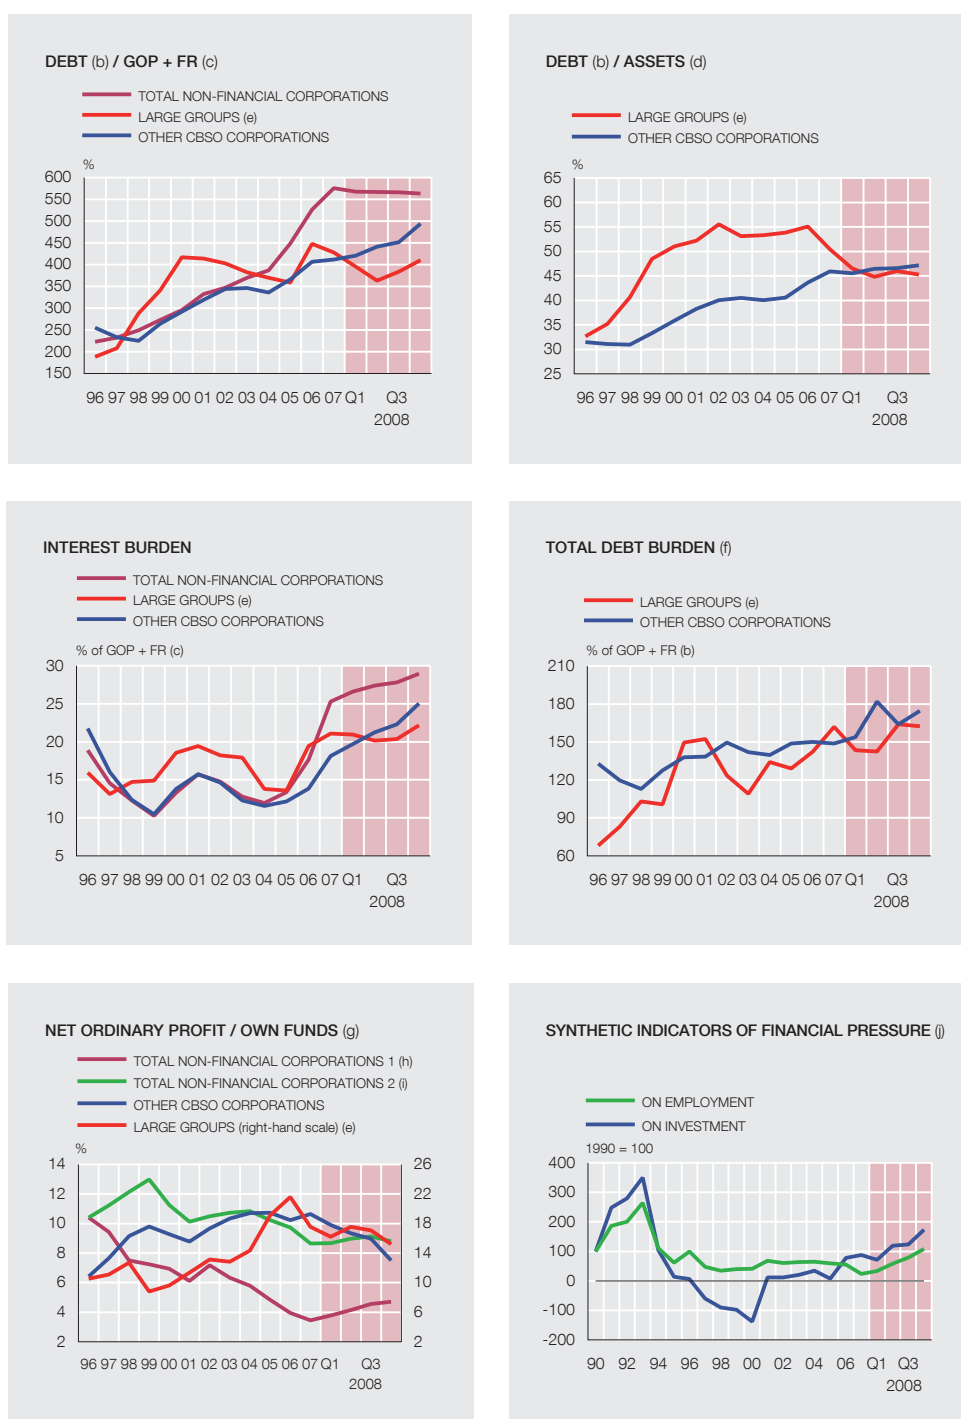 DEBT (b) / GOP + FR (c)
TOTAL NON-FINANCIAL CORPORATIONS
LARGE GROUPS (e)
OTHER CBSO CORPORATIONS
%
600
550
500
450
400
350
300
250
200
150
96 97 98 99 00 01 02 03 04 05 06 07 Q1 Q3
2008
DEBT (b) / ASSETS (d)
LARGE GROUPS (e)
OTHER CBSO CORPORATIONS
%
65
60
55
50
45
40
35
30
25
96 97 98 99 00 01 02 03 04 05 06 07 Q1 Q3
2008
INTEREST BURDEN
TOTAL NON-FINANCIAL CORPORATIONS
LARGE GROUPS (e)
OTHER CBSO CORPORATIONS
% of GOP + FR (c)
30
25
20
15
10
5
96 97 98 99 00 01 02 03 04 05 06 07 Q1 Q3
2008
TOTAL DEBT BURDEN (f)
LARGE GROUPS (e)
OTHER CBSO CORPORATIONS
% of GOP + FR (b)
210
180
150
120
90
60
96 97 98 99 00 01 02 03 04 05 06 07 Q1 Q3
2008
NET ORDINARY PROFIT / OWN FUNDS (g)
TOTAL NON-FINANCIAL CORPORATIONS 1 (h)
TOTAL NON-FINANCIAL CORPORATIONS 2 (i)
OTHER CBSO CORPORATIONS
LARGE GROUPS (right-hand scale) (e)
%
14 26
12 22
10 18
8 14
6 10
4 6
2 2
96 97 98 99 00 01 02 03 04 05 06 07 Q1 Q3
2008
SYNTHETIC INDICATORS OF FINANCIAL PRESSURE (j)
ON EMPLOYMENT
ON INVESTMENT
1990 = 100
400
300
200
100
0
-100
-200
90 92 94 96 98 00 02 04 06 Q1 Q3
2008